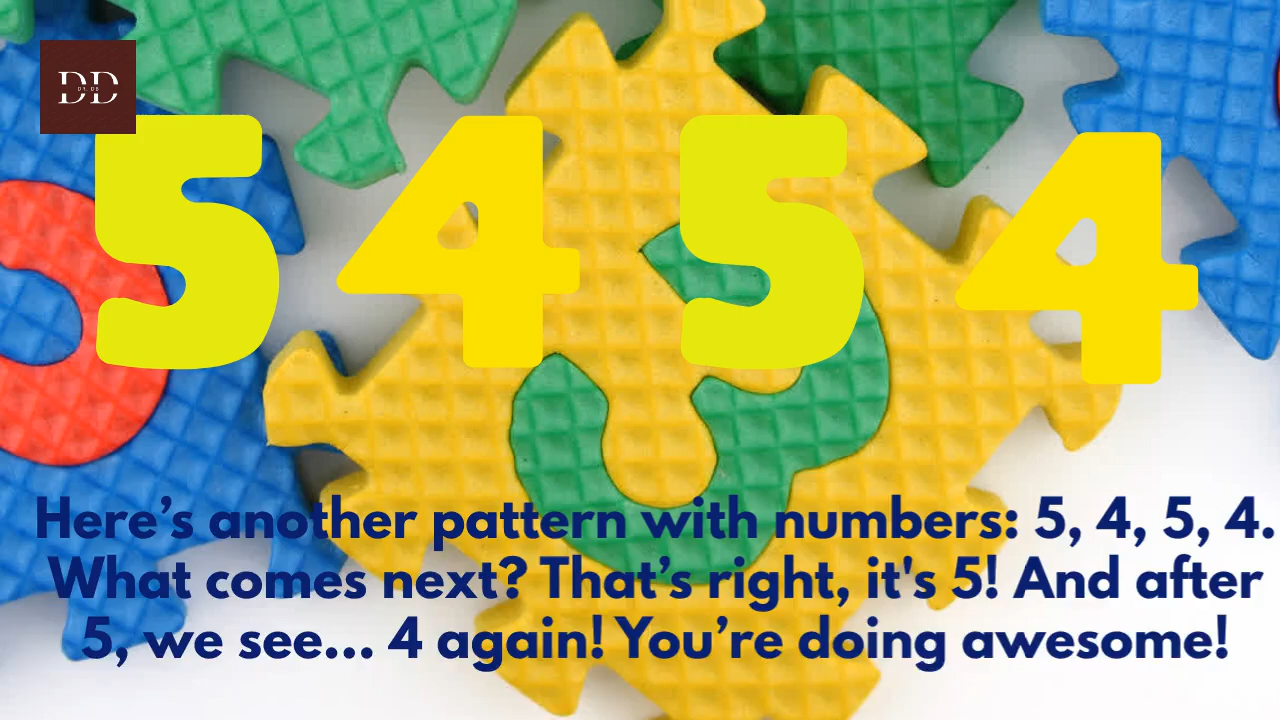 DD
5 4 5 4
Here’s another pattern with numbers: 5, 4, 5, 4.
What comes next? That’s right, it's 5! And after
5, we see... 4 again! You’re doing awesome!